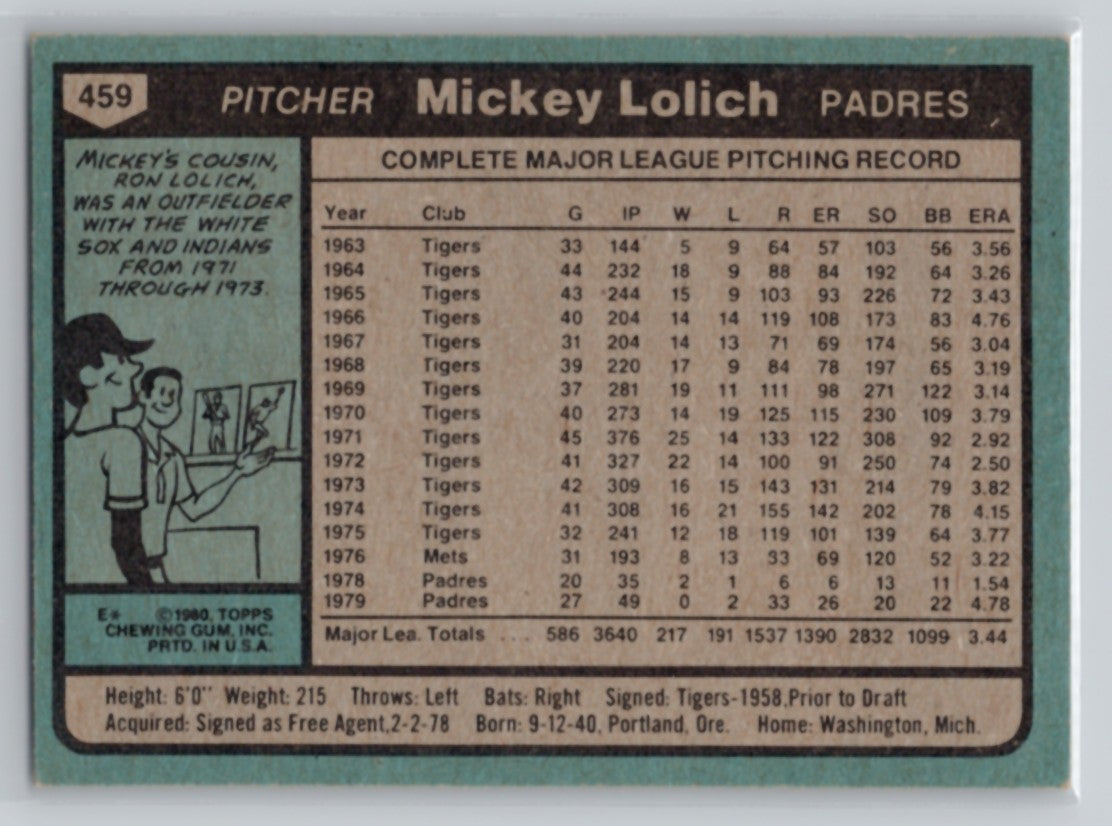 459 PITCHER Mickey Lolich PADRES
MICKEY'S COUSIN,
RON LOLICH,
WAS AN OUTFIELDER
WITH THE WHITE
SOX AND INDIANS
FROM 1971
THROUGH 1973.
COMPLETE MAJOR LEAGUE PITCHING RECORD
Year Club G IP W L R ER SO BB ERA
1963 Tigers 33 144 5 9 64 57 103 56 3.56
1964 Tigers 44 232 18 9 88 84 192 64 3.26
1965 Tigers 43 244 15 9 103 93 226 72 3.43
1966 Tigers 40 204 14 14 119 108 173 83 4.76
1967 Tigers 31 204 14 13 71 69 174 56 3.04
1968 Tigers 39 220 17 9 84 78 197 65 3.19
1969 Tigers 37 281 19 11 111 98 271 122 3.14
1970 Tigers 40 273 14 19 125 115 230 109 3.79
1971 Tigers 45 376 25 14 133 122 308 92 2.92
1972 Tigers 41 327 22 14 100 91 250 74 2.50
1973 Tigers 42 309 16 15 143 131 214 79 3.82
1974 Tigers 41 308 16 21 155 142 202 78 4.15
1975 Tigers 32 241 12 18 119 101 139 64 3.77
1976 Mets 31 193 8 13 83 69 120 52 3.22
1978 Padres 20 35 2 1 6 6 13 11 1.54
1979 Padres 27 49 0 2 33 26 20 22 4.78
Major Lea. Totals . . . . 586 3640 217 191 1537 1390 2832 1099 3.44
E* ©1980, TOPPS
CHEWING GUM, INC.
PRTD. IN U.S.A.
Height: 6'0" Weight: 215 Throws: Left Bats: Right Signed: Tigers-1958, Prior to Draft
Acquired: Signed as Free Agent, 2-2-78 Born: 9-12-40, Portland, Ore. Home: Washington, Mich.